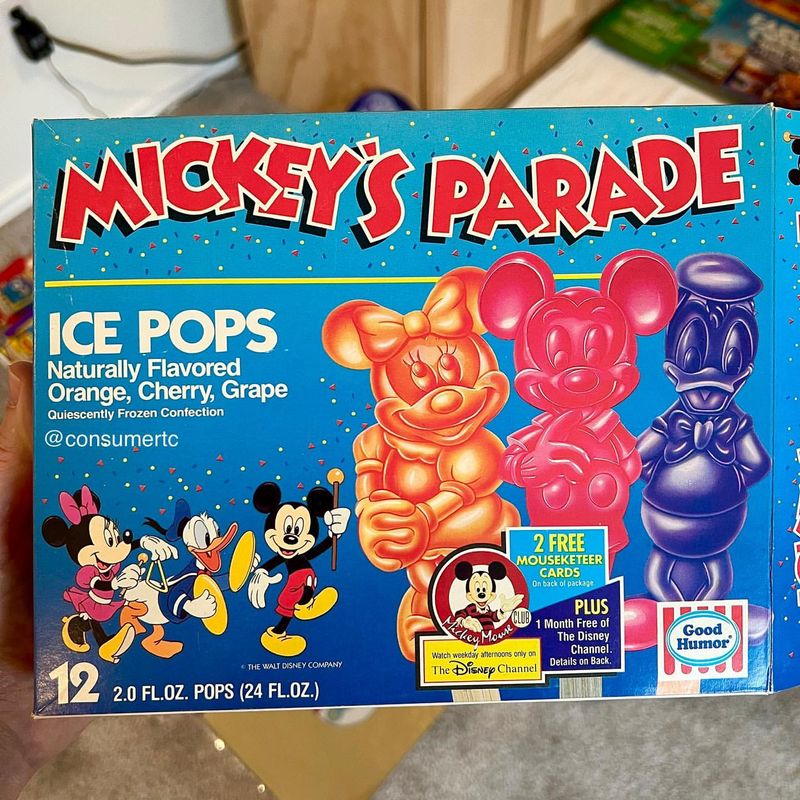 MICKEY'S PARADE
ICE POPS
Naturally Flavored
Orange, Cherry, Grape
Quiescently Frozen Confection
@consumertc
2 FREE
MOUSEKETEER
CARDS
On back of package
PLUS
1 Month Free of
The Disney
Channel.
Details on Back.
Mickey Mouse CLUB
Watch weekday afternoons only on
The Disney Channel
Good
Humor®
© THE WALT DISNEY COMPANY
12 2.0 FL.OZ. POPS (24 FL.OZ.)